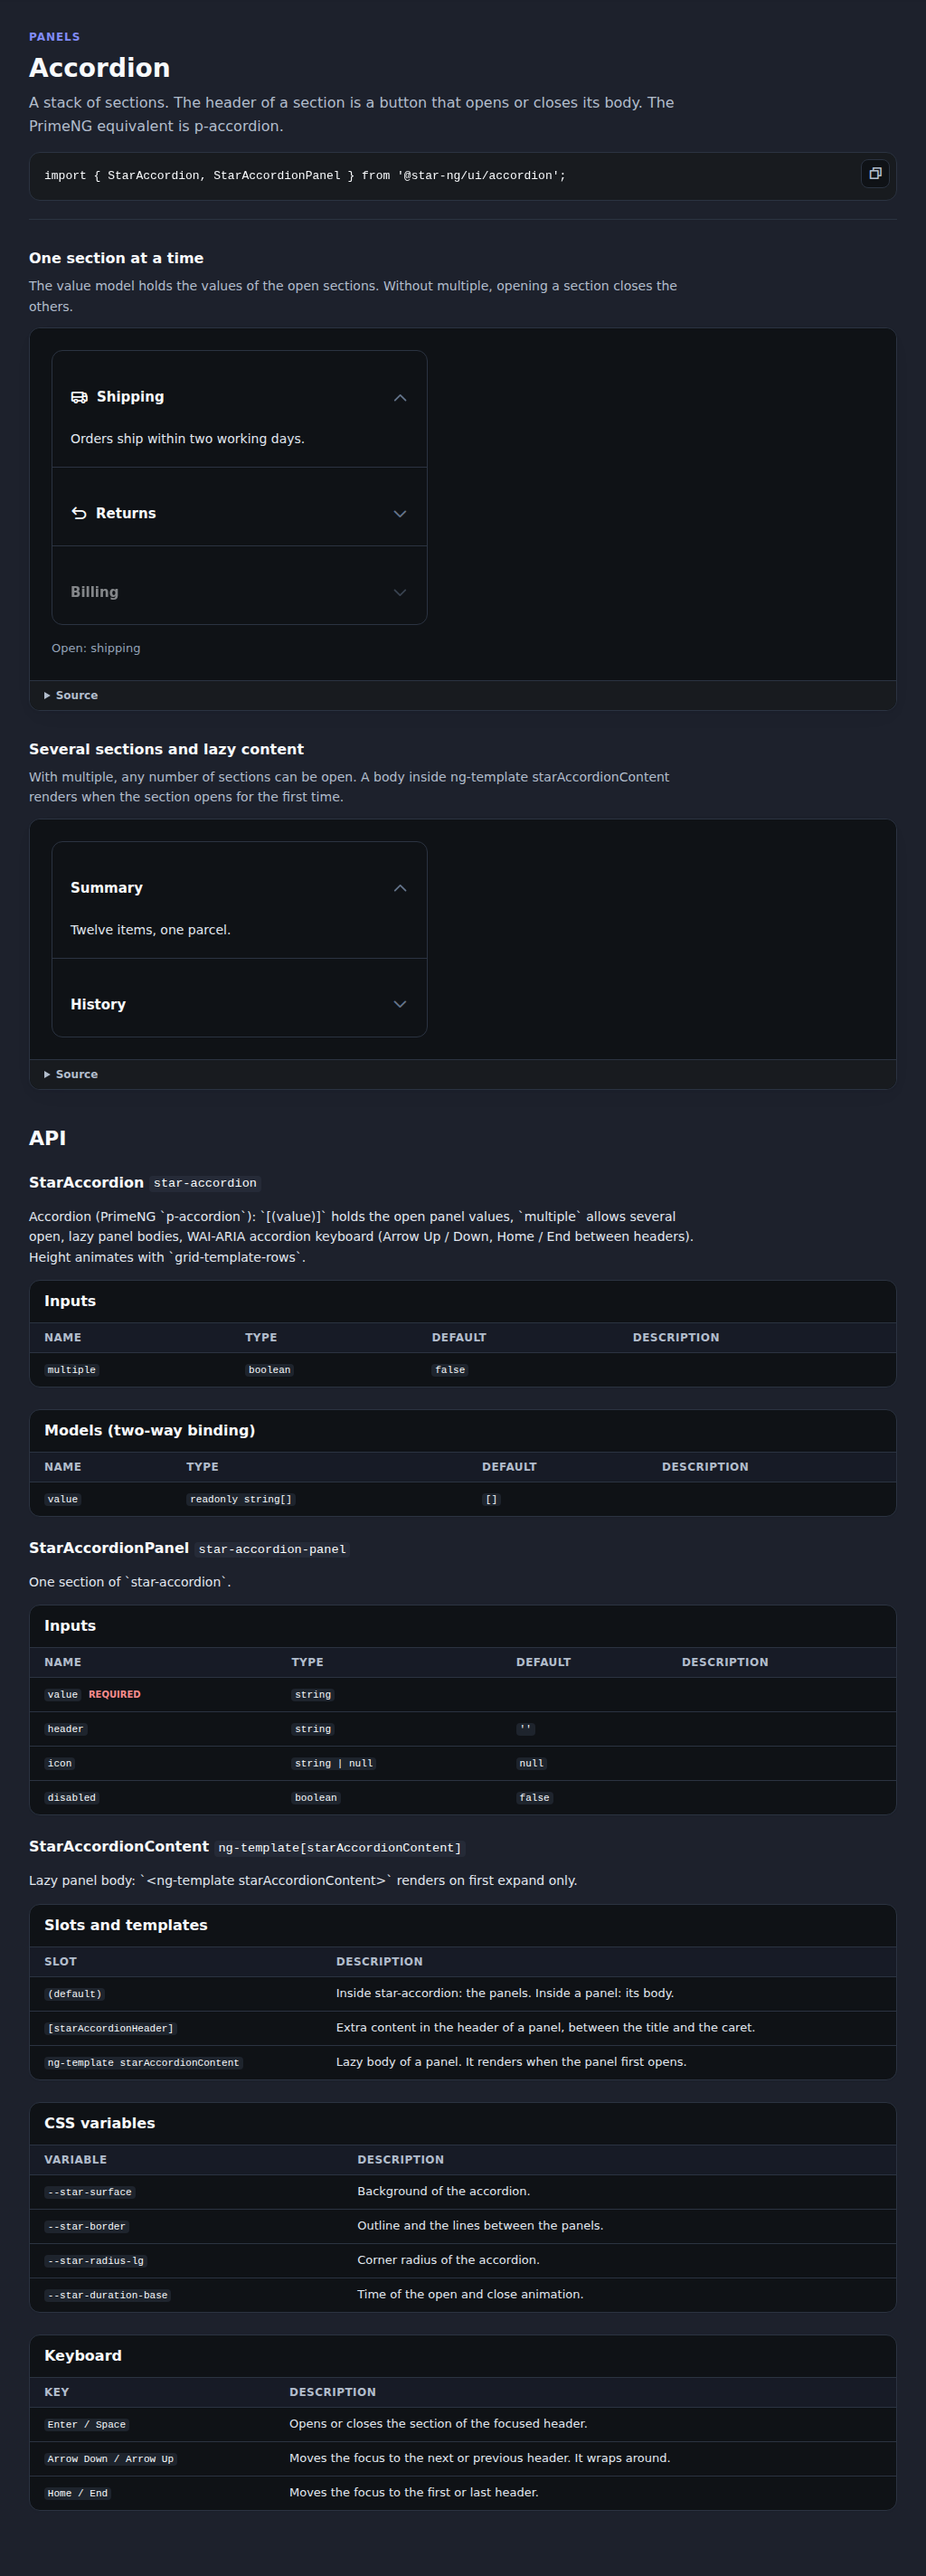 PANELS
Accordion
A stack of sections. The header of a section is a button that opens or closes its body. The
PrimeNG equivalent is p-accordion.
import { StarAccordion, StarAccordionPanel } from '@star-ng/ui/accordion';
One section at a time
The value model holds the values of the open sections. Without multiple, opening a section closes the
others.
Shipping
Orders ship within two working days.
Returns
Billing
Open: shipping
Source
Several sections and lazy content
With multiple, any number of sections can be open. A body inside ng-template starAccordionContent
renders when the section opens for the first time.
Summary
Twelve items, one parcel.
History
Source
API
StarAccordion star-accordion
Accordion (PrimeNG `p-accordion`): `[(value)]` holds the open panel values, `multiple` allows several
open, lazy panel bodies, WAI-ARIA accordion keyboard (Arrow Up / Down, Home / End between headers).
Height animates with `grid-template-rows`.
Inputs
NAME TYPE DEFAULT DESCRIPTION
multiple boolean false
Models (two-way binding)
NAME TYPE DEFAULT DESCRIPTION
value readonly string[] []
StarAccordionPanel star-accordion-panel
One section of `star-accordion`.
Inputs
NAME TYPE DEFAULT DESCRIPTION
value REQUIRED string
header string ''
icon string | null null
disabled boolean false
StarAccordionContent ng-template[starAccordionContent]
Lazy panel body: `<ng-template starAccordionContent>` renders on first expand only.
Slots and templates
SLOT DESCRIPTION
(default) Inside star-accordion: the panels. Inside a panel: its body.
[starAccordionHeader] Extra content in the header of a panel, between the title and the caret.
ng-template starAccordionContent Lazy body of a panel. It renders when the panel first opens.
CSS variables
VARIABLE DESCRIPTION
--star-surface Background of the accordion.
--star-border Outline and the lines between the panels.
--star-radius-lg Corner radius of the accordion.
--star-duration-base Time of the open and close animation.
Keyboard
KEY DESCRIPTION
Enter / Space Opens or closes the section of the focused header.
Arrow Down / Arrow Up Moves the focus to the next or previous header. It wraps around.
Home / End Moves the focus to the first or last header.